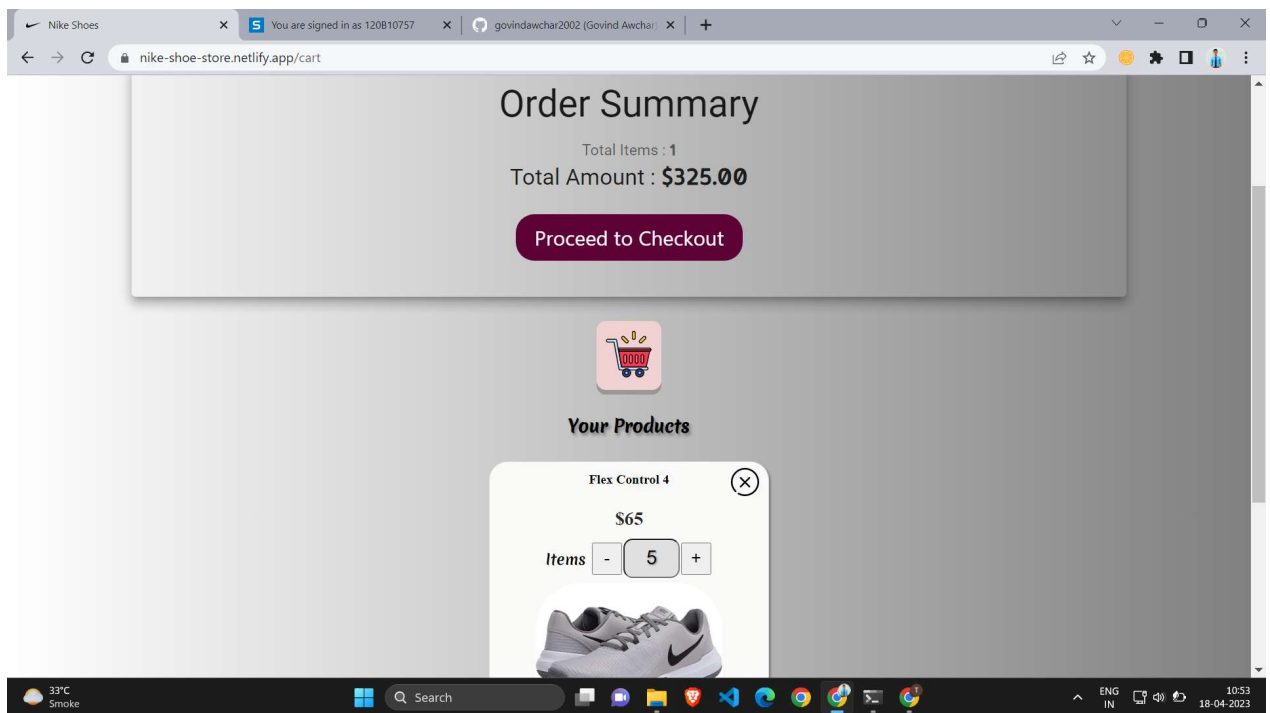 Nike Shoes
You are signed in as 120B10757
govindawchar2002 (Govind Awchar)
nike-shoe-store.netlify.app/cart
Order Summary
Total Items : 1
Total Amount : $325.00
Proceed to Checkout
Your Products
Flex Control 4
$65
Items - 5 +
33°C
Smoke
Search
ENG
IN
10:53
18-04-2023